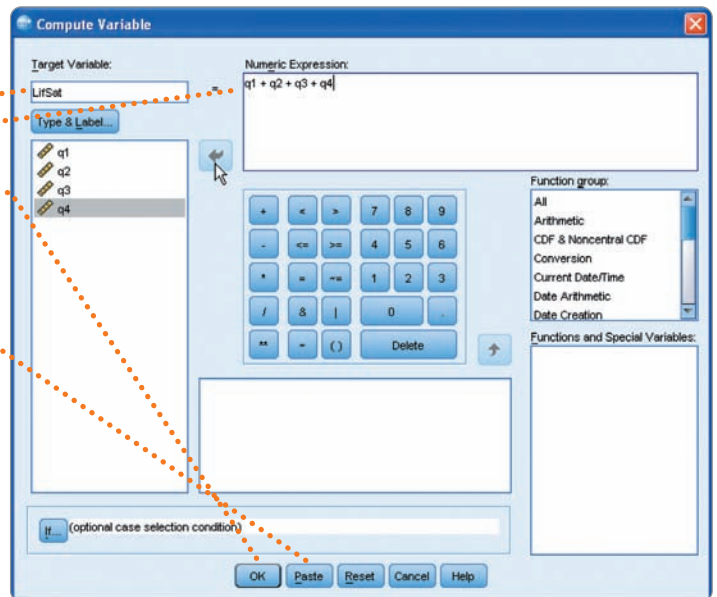 Compute Variable
Target Variable:
LifSat
=
Numeric Expression:
q1 + q2 + q3 + q4
Type & Label...
q1
q2
q3
q4
+ < > 7 8 9
- <= >= 4 5 6
* = ~= 1 2 3
/ & | 0 .
** ~ ( ) Delete
Function group:
All
Arithmetic
CDF & Noncentral CDF
Conversion
Current Date/Time
Date Arithmetic
Date Creation
Functions and Special Variables:
If... (optional case selection condition)
OK Paste Reset Cancel Help